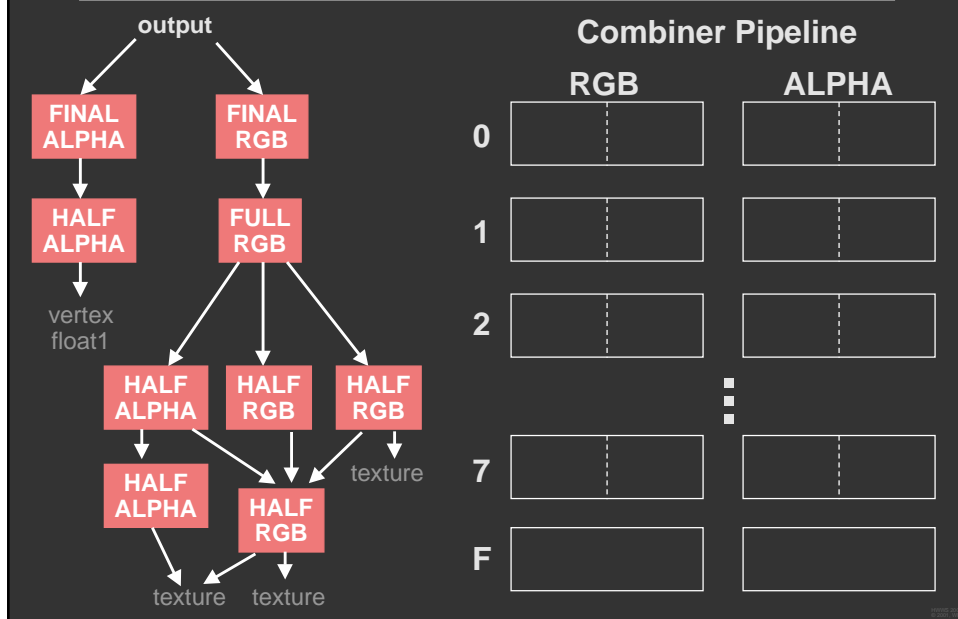 output
FINAL
ALPHA
FINAL
RGB
HALF
ALPHA
FULL
RGB
vertex
float1
HALF
ALPHA
HALF
RGB
HALF
RGB
texture
HALF
ALPHA
HALF
RGB
texture
texture
Combiner Pipeline
RGB
ALPHA
0
1
2
7
F